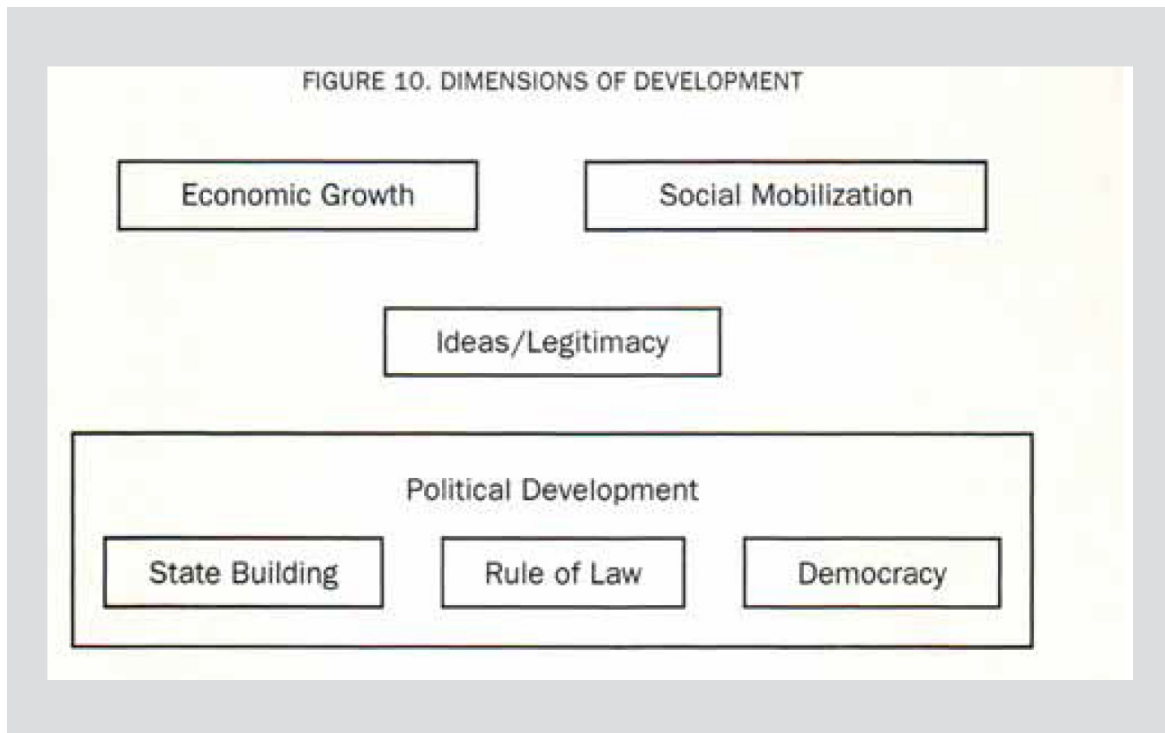 FIGURE 10. DIMENSIONS OF DEVELOPMENT
Economic Growth
Social Mobilization
Ideas/Legitimacy
Political Development
State Building
Rule of Law
Democracy